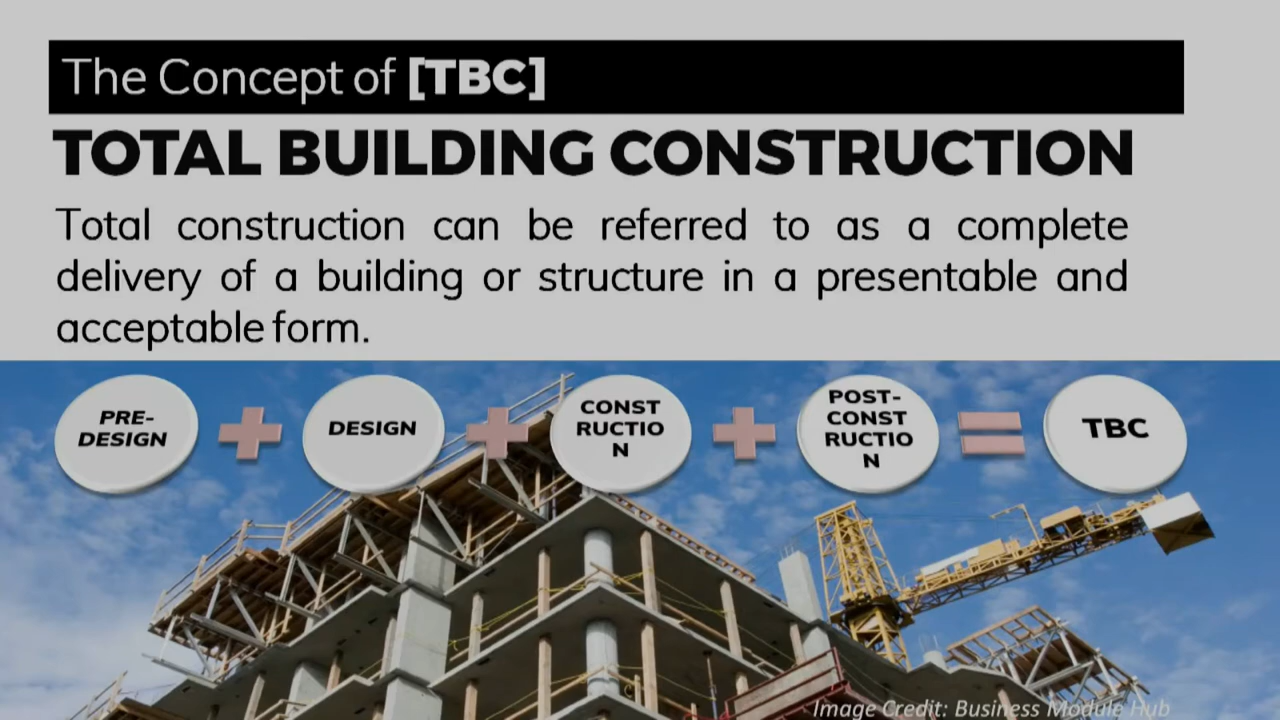 The Concept of [TBC]
TOTAL BUILDING CONSTRUCTION
Total construction can be referred to as a complete
delivery of a building or structure in a presentable and
acceptable form.
PRE-
DESIGN
DESIGN
CONST
RUCTIO
N
POST-
CONST
RUCTIO
N
TBC
Image Credit: Business Module Hub